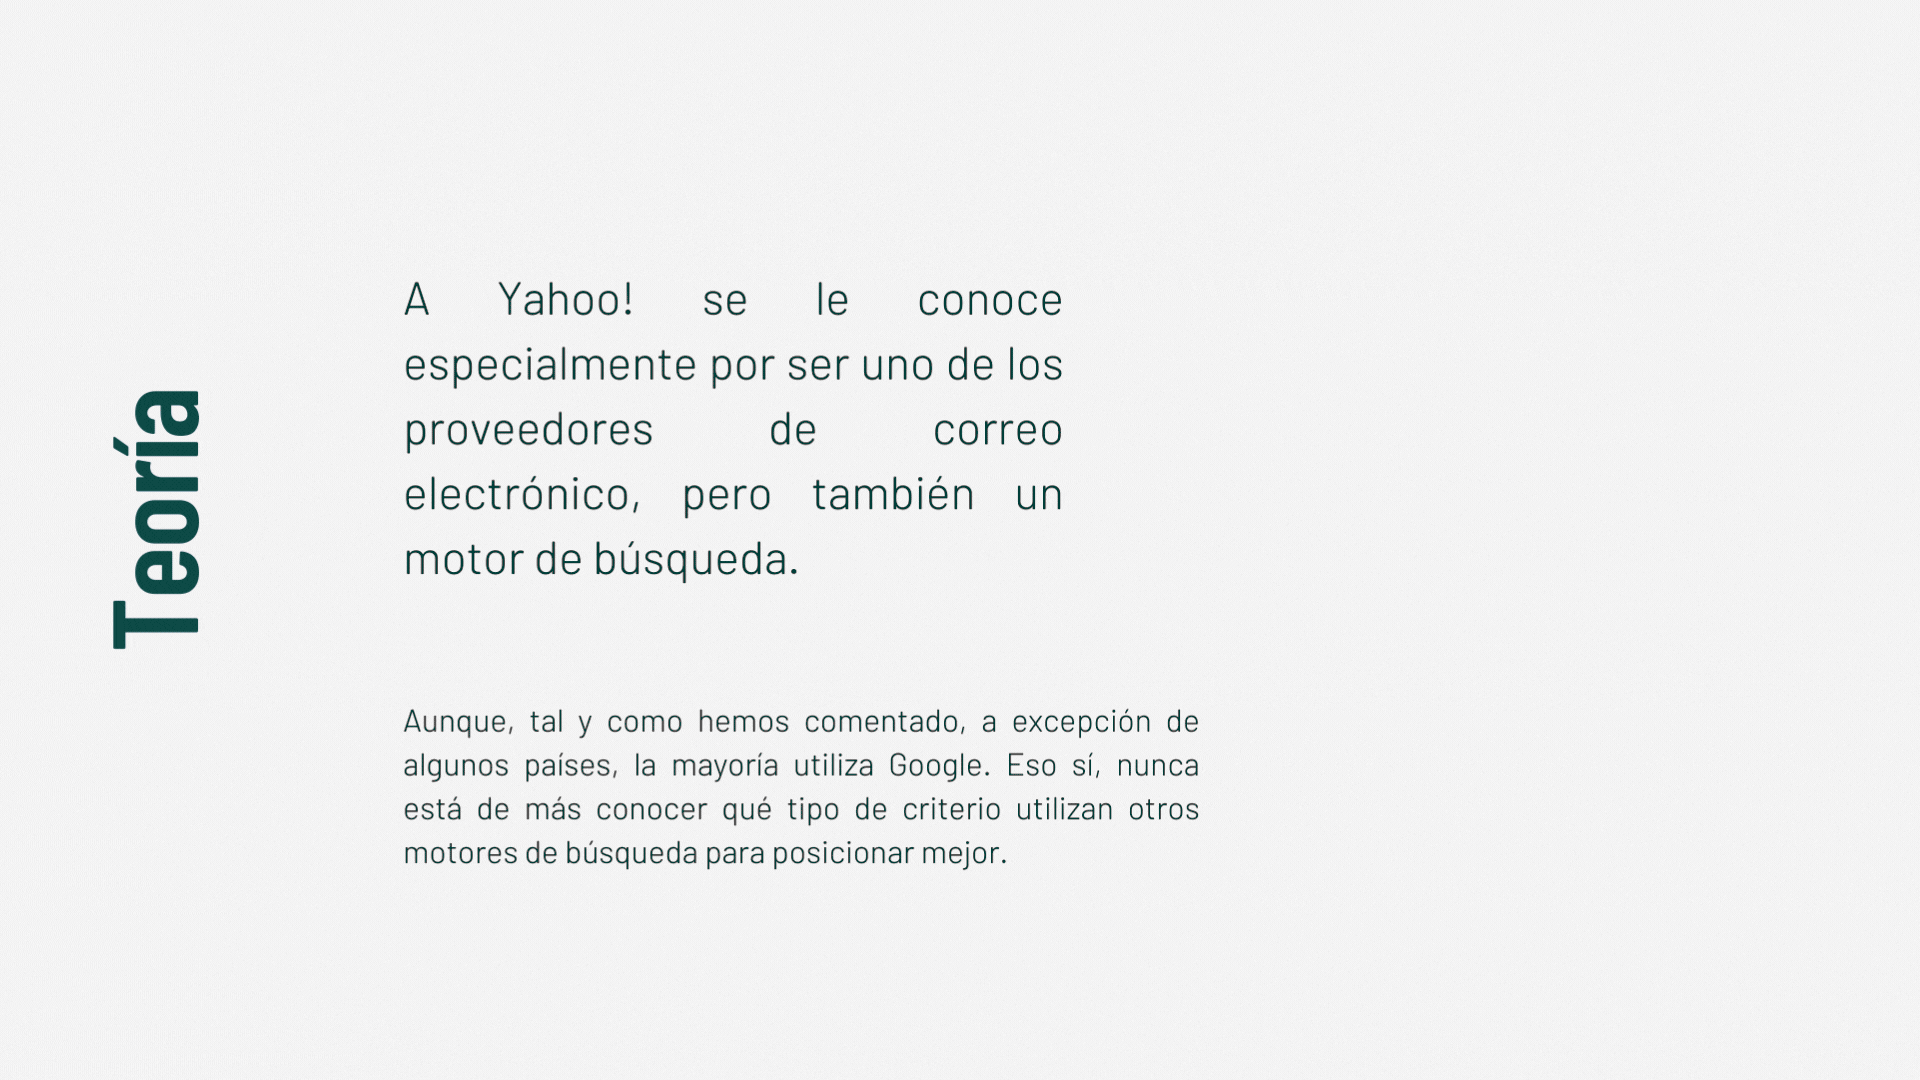 Teoría
A Yahoo! se le conoce
especialmente por ser uno de los
proveedores de correo
electrónico, pero también un
motor de búsqueda.
Aunque, tal y como hemos comentado, a excepción de
algunos países, la mayoría utiliza Google. Eso sí, nunca
está de más conocer qué tipo de criterio utilizan otros
motores de búsqueda para posicionar mejor.